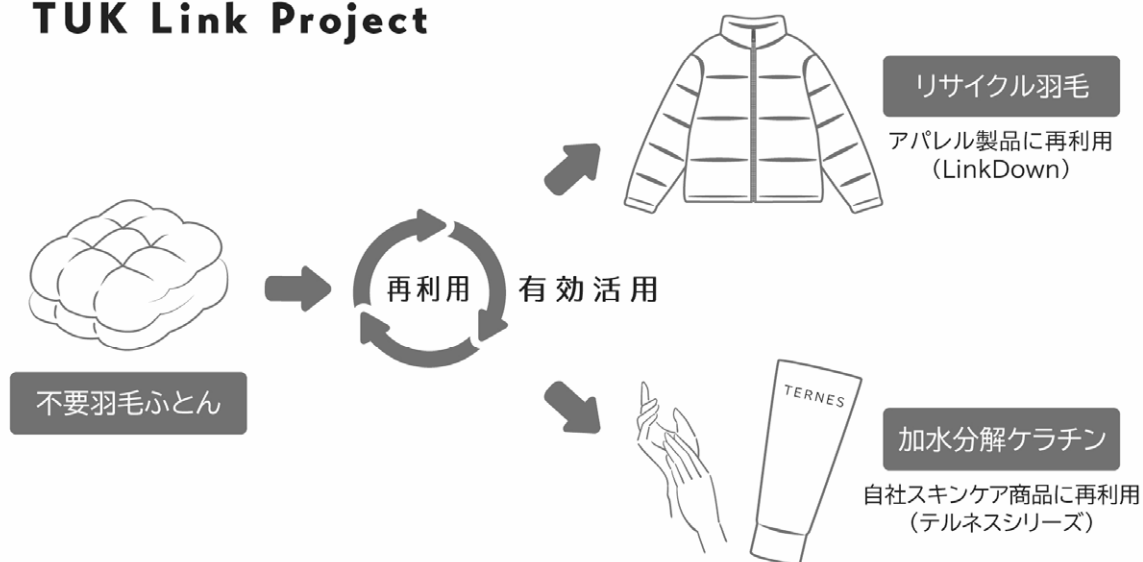 TUK Link Project
不要羽毛ふとん
再利用
有効活用
リサイクル羽毛
アパレル製品に再利用
（LinkDown）
TERNES
加水分解ケラチン
自社スキンケア商品に再利用
（テルネスシリーズ）